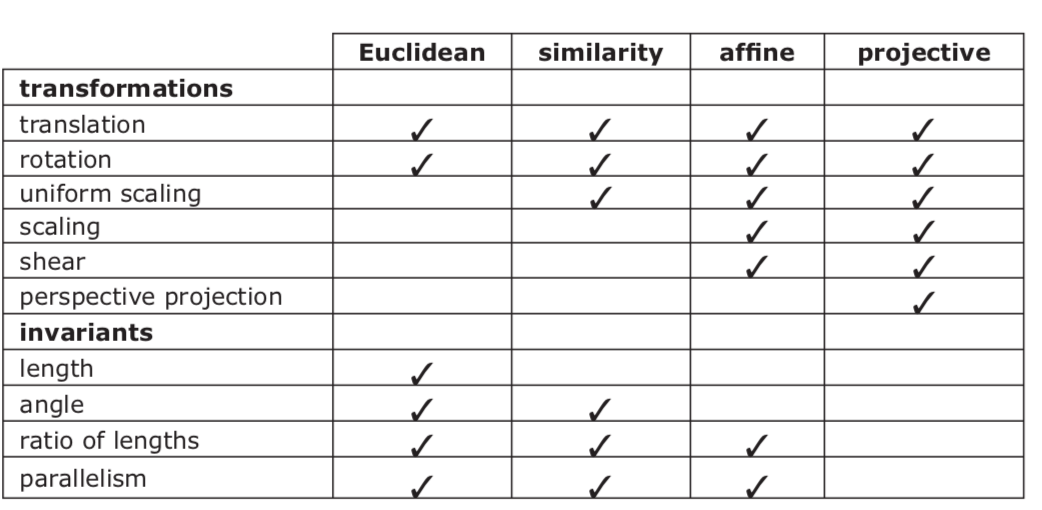 Euclidean similarity affine projective
transformations
translation ✓ ✓ ✓ ✓
rotation ✓ ✓ ✓ ✓
uniform scaling ✓ ✓ ✓
scaling ✓ ✓
shear ✓ ✓
perspective projection ✓
invariants
length ✓
angle ✓ ✓
ratio of lengths ✓ ✓ ✓
parallelism ✓ ✓ ✓